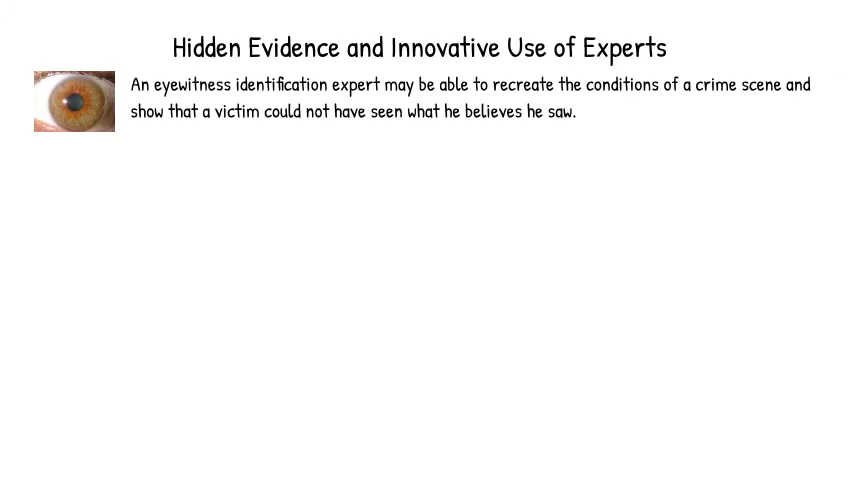 Hidden Evidence and Innovative Use of Experts
An eyewitness identification expert may be able to recreate the conditions of a crime scene and
show that a victim could not have seen what he believes he saw.